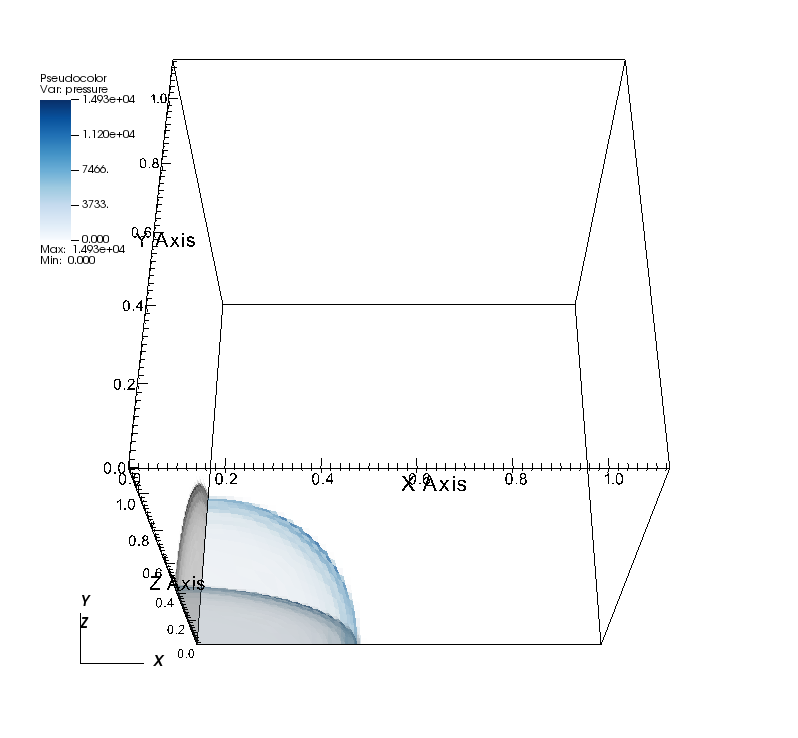 Pseudocolor
Var: pressure
1.493e+04
1.120e+04
7466.
3733.
0.000
Max: 1.493e+04
Min: 0.000
1.0
0.8
0.6
Y Axis
0.4
0.2
0.0
0.0 0.2 0.4 0.6 0.8 1.0
X Axis
1.0
0.8
0.6
Z Axis
0.4
0.2
0.0
Y
Z
X